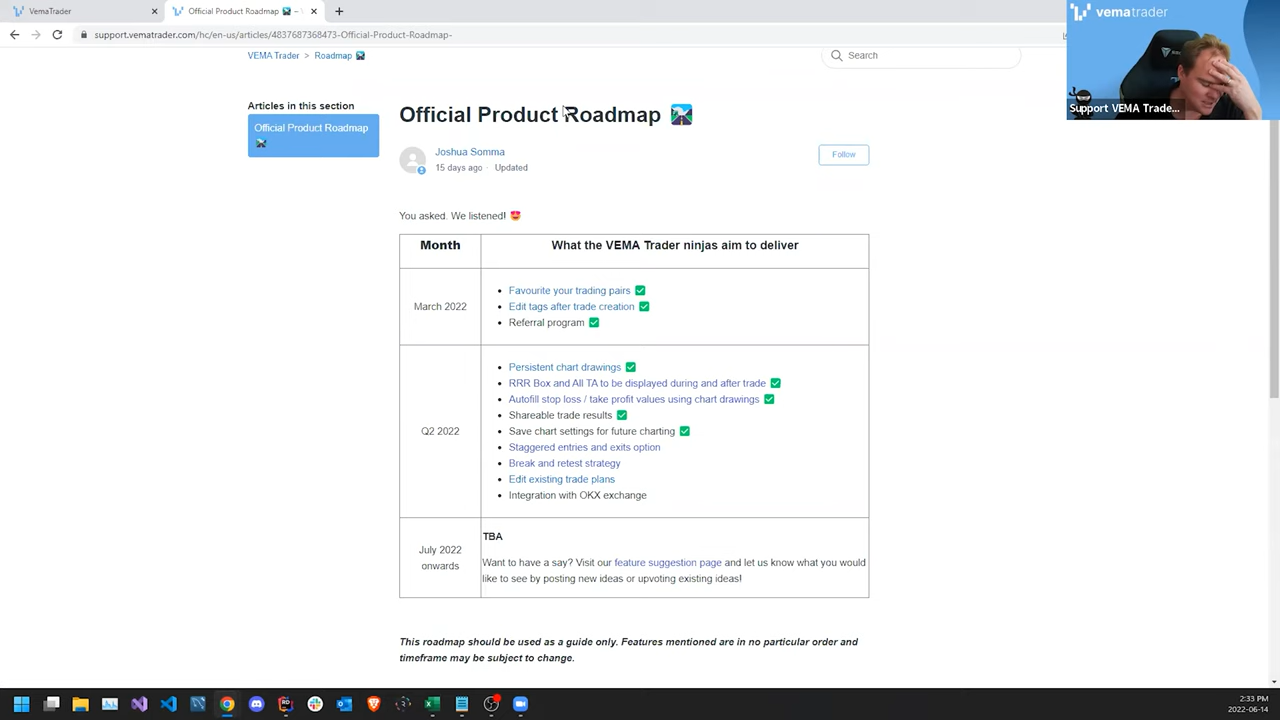 VemaTrader
Official Product Roadmap
support.vematrader.com/hc/en-us/articles/4837687368473-Official-Product-Roadmap-
vematrader
Support VEMA Trade...
VEMA Trader > Roadmap
Search
Articles in this section
Official Product Roadmap
Official Product Roadmap
Joshua Somma
15 days ago · Updated
Follow
You asked. We listened!
Month
What the VEMA Trader ninjas aim to deliver
March 2022
Favourite your trading pairs
Edit tags after trade creation
Referral program
Q2 2022
Persistent chart drawings
RRR Box and All TA to be displayed during and after trade
Autofill stop loss / take profit values using chart drawings
Shareable trade results
Save chart settings for future charting
Staggered entries and exits option
Break and retest strategy
Edit existing trade plans
Integration with OKX exchange
July 2022
onwards
TBA
Want to have a say? Visit our feature suggestion page and let us know what you would
like to see by posting new ideas or upvoting existing ideas!
This roadmap should be used as a guide only. Features mentioned are in no particular order and
timeframe may be subject to change.
2:33 PM
2022-06-14